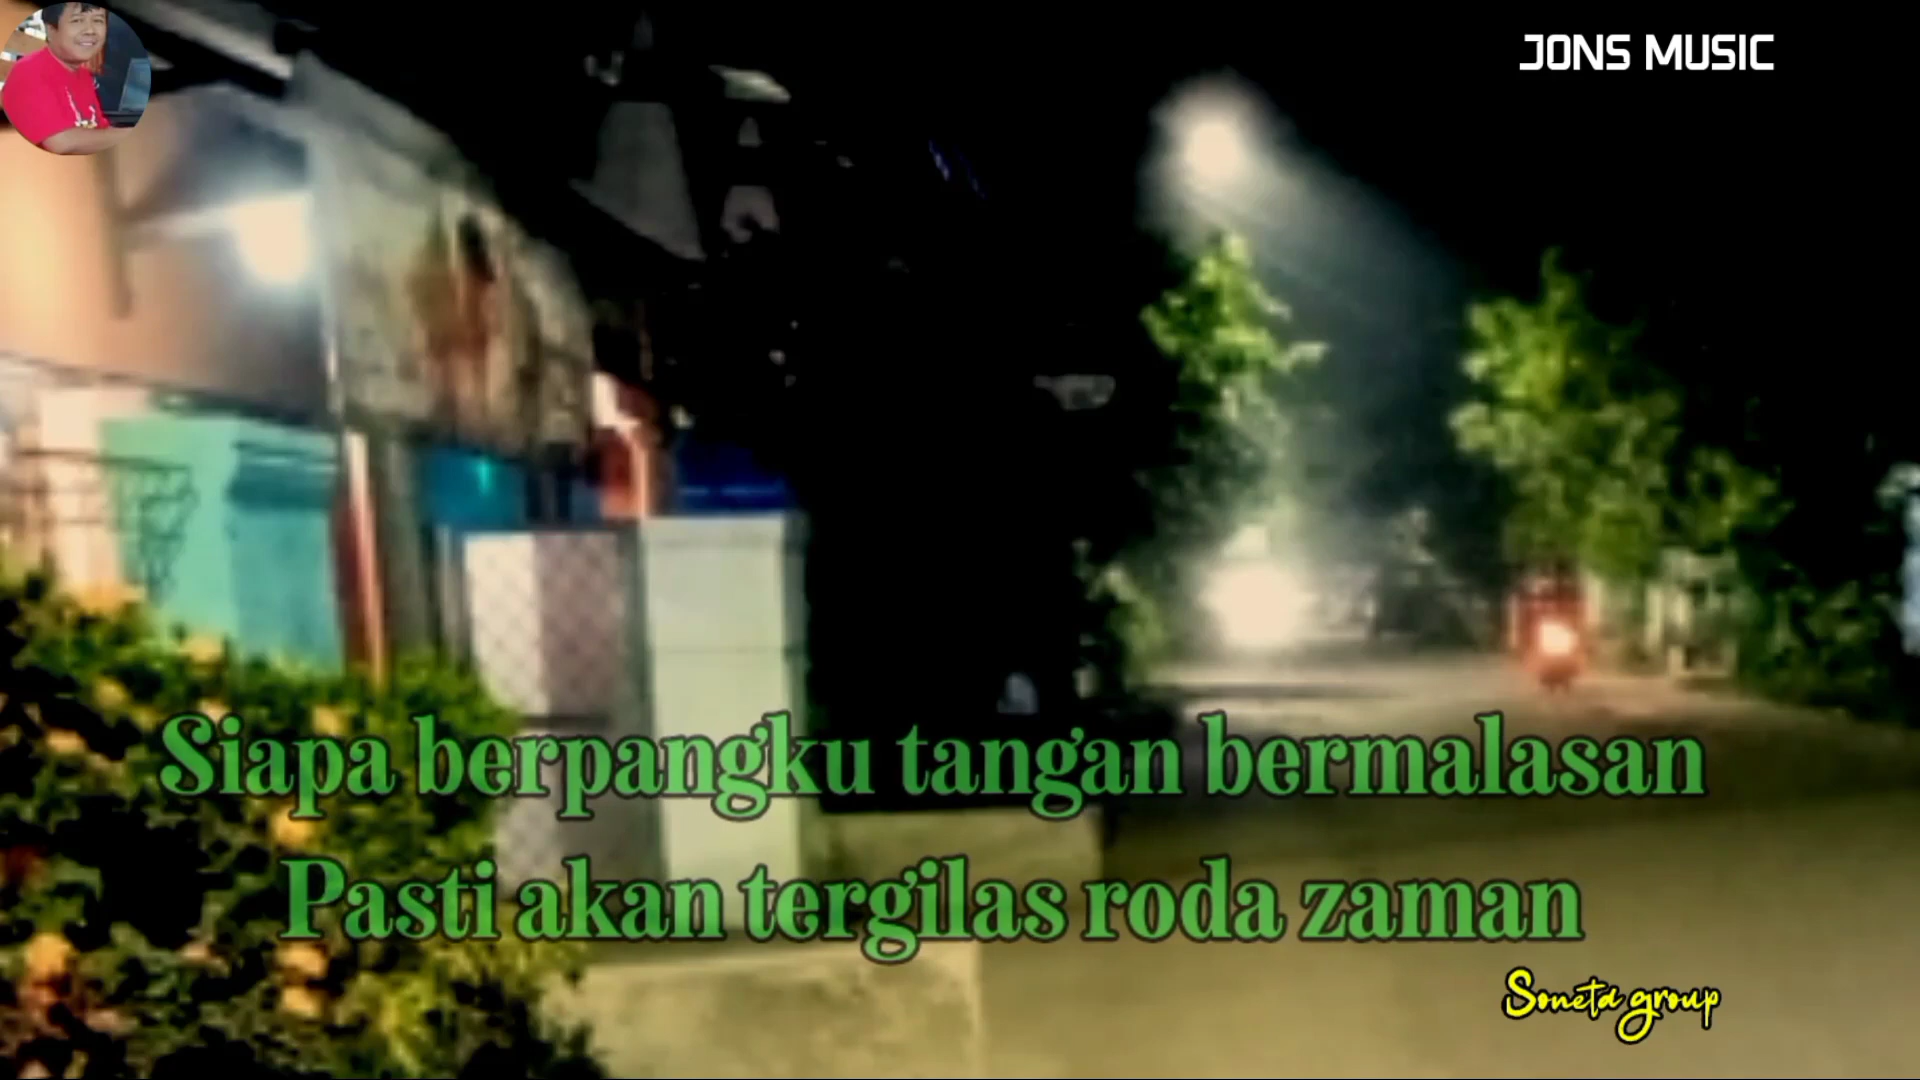 JONS MUSIC
Siapa berpangku tangan bermalasan
Pasti akan tergilas roda zaman
Soneta group